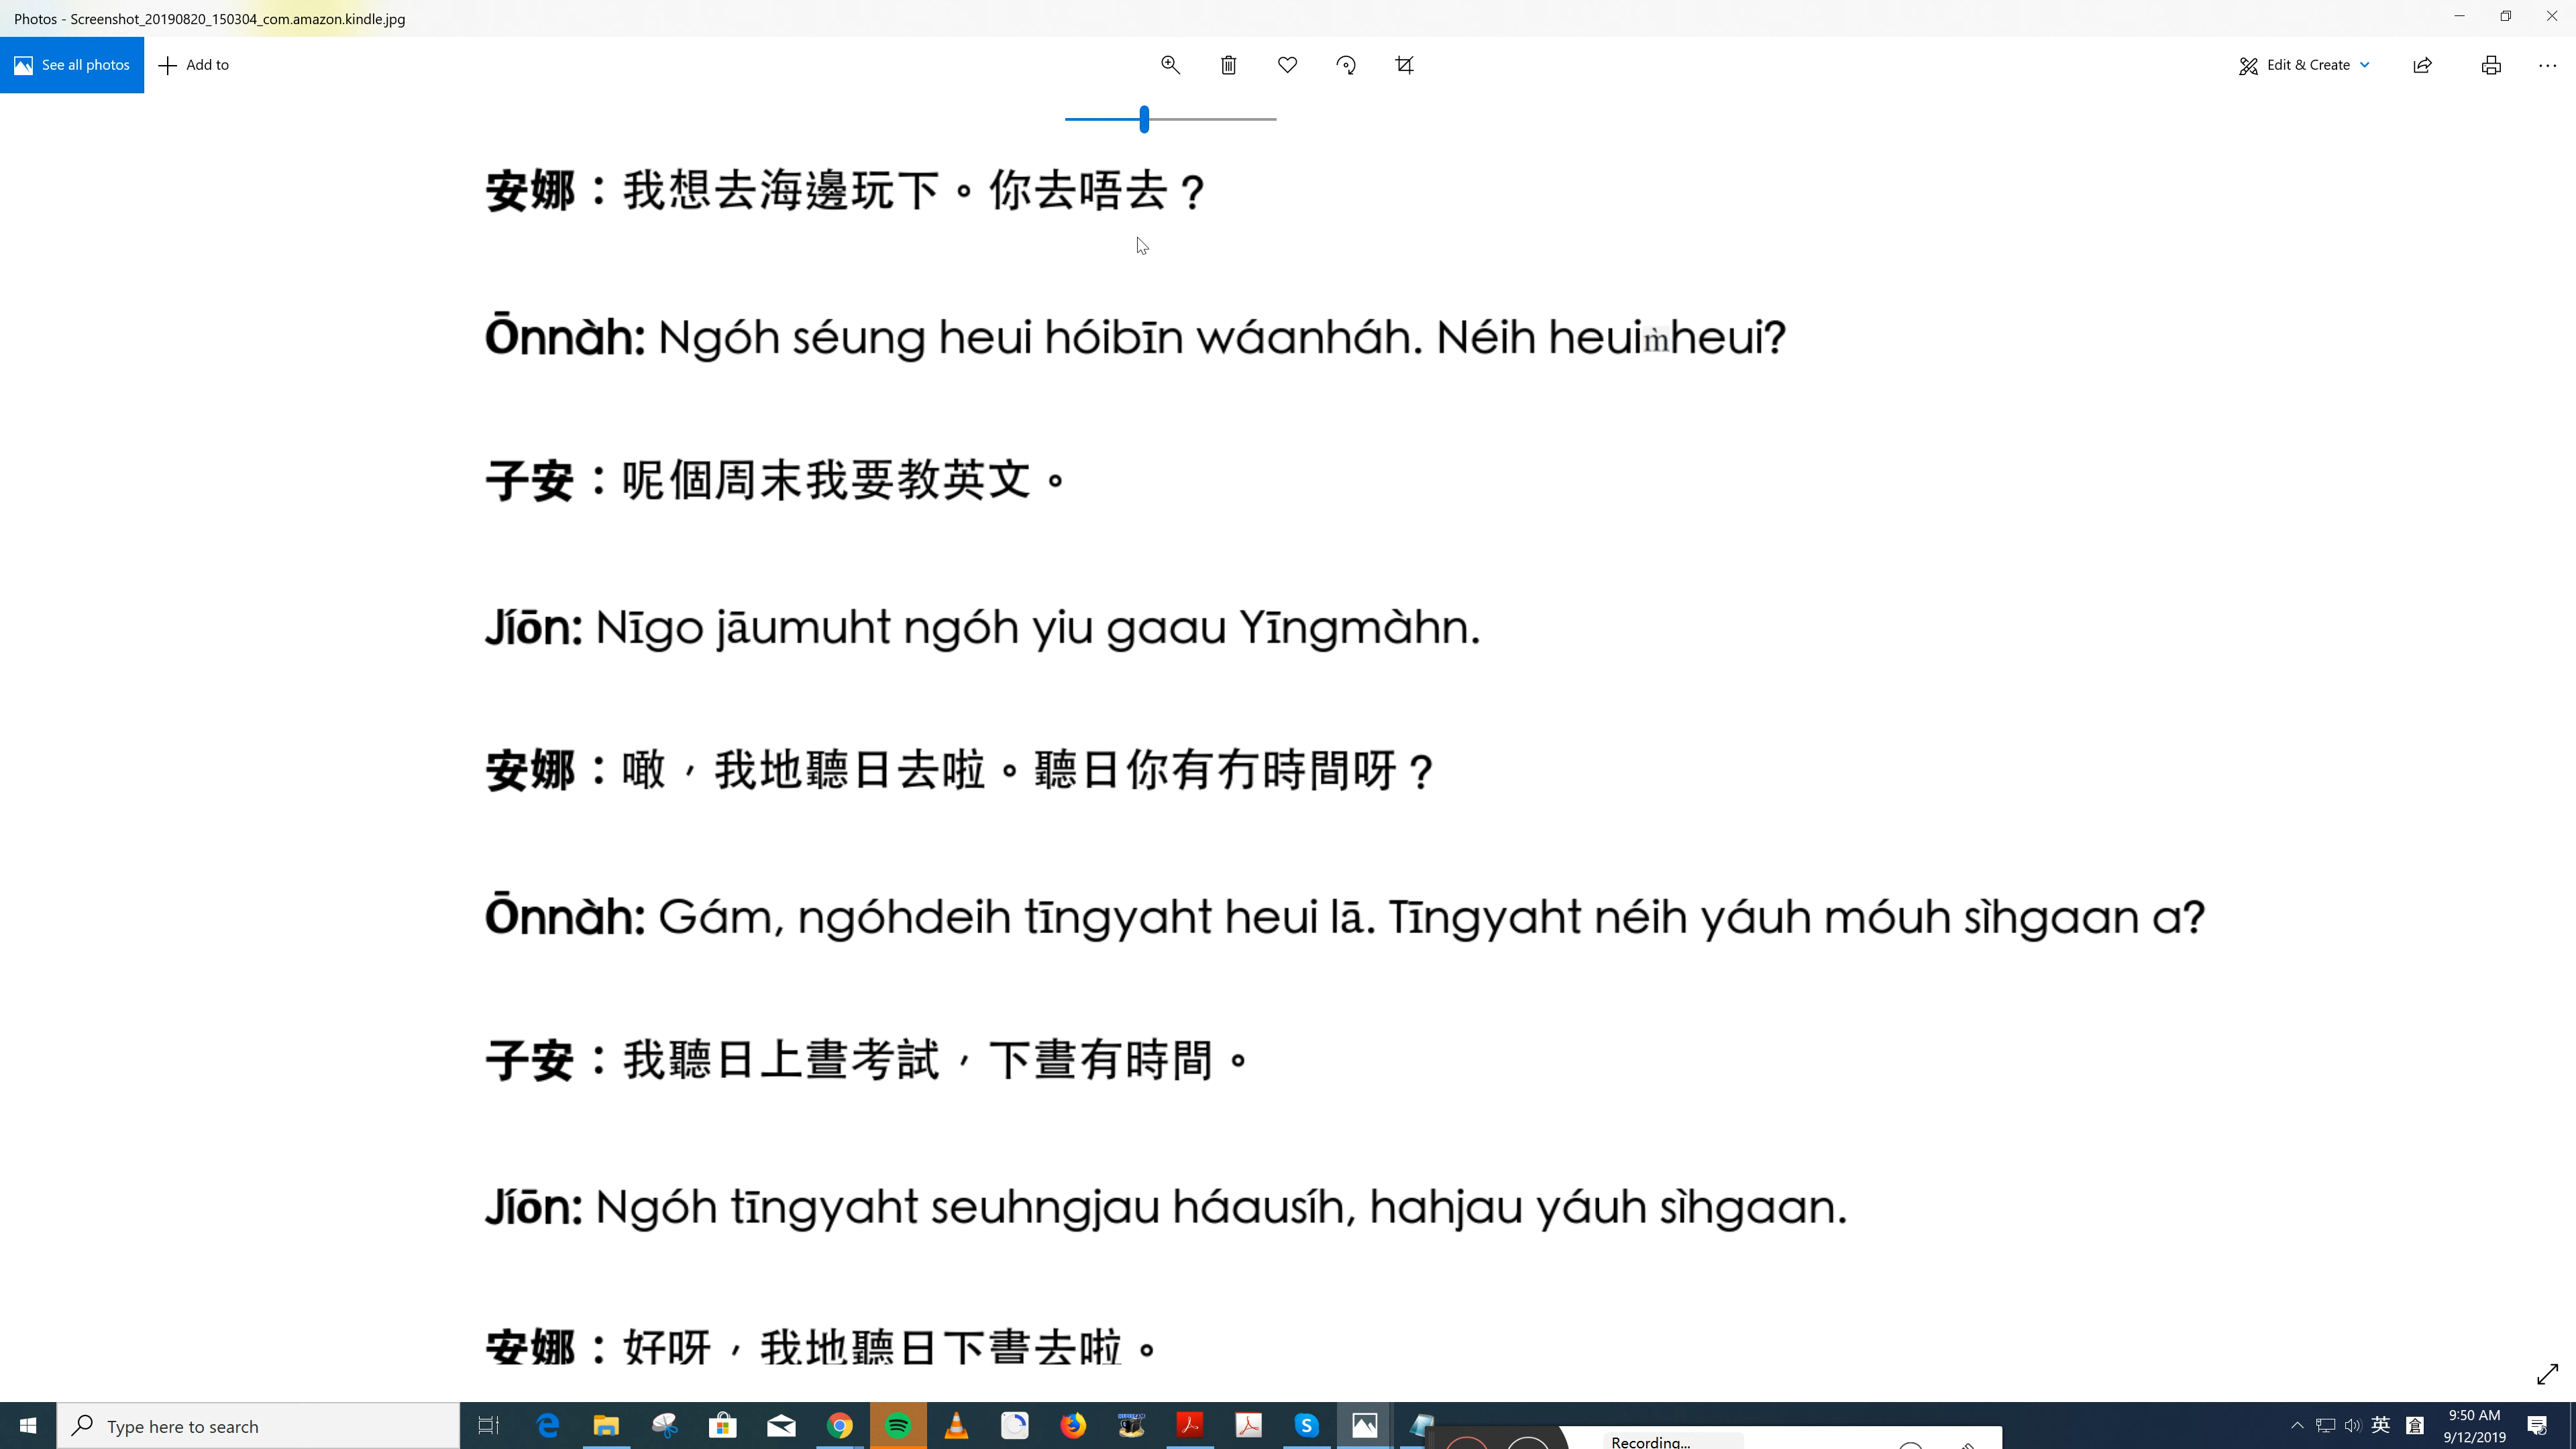 Photos - Screenshot_20190820_150304_com.amazon.kindle.jpg
See all photos
Add to
Edit & Create
安娜：我想去海邊玩下。你去唔去？
Ōnnàh: Ngóh séung heui hóibīn wáanháh. Néih heuim̀heui?
子安：呢個周末我要教英文。
Jíōn: Nīgo jāumuht ngóh yiu gaau Yīngmàhn.
安娜：噉，我地聽日去啦。聽日你有冇時間呀？
Ōnnàh: Gám, ngóhdeih tīngyaht heui lā. Tīngyaht néih yáuh móuh sìhgaan a?
子安：我聽日上晝考試，下晝有時間。
Jíōn: Ngóh tīngyaht seuhngjau háausíh, hahjau yáuh sìhgaan.
安娜：好呀，我地聽日下晝去啦。
Type here to search
Recording...
英
倉
9:50 AM
9/12/2019